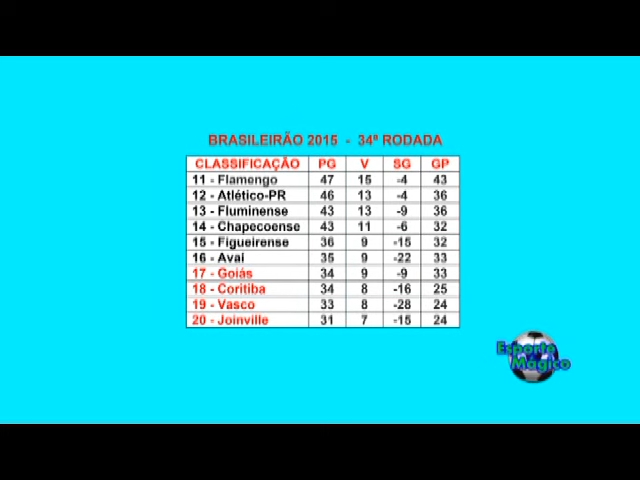 BRASILEIRÃO 2015 - 34ª RODADA
CLASSIFICAÇÃO PG V SG GP
11 - Flamengo 47 15 -4 43
12 - Atlético-PR 46 13 -4 36
13 - Fluminense 43 13 -9 36
14 - Chapecoense 43 11 -6 32
15 - Figueirense 36 9 -15 32
16 - Avaí 35 9 -22 33
17 - Goiás 34 9 -9 33
18 - Coritiba 34 8 -16 25
19 - Vasco 33 8 -28 24
20 - Joinville 31 7 -15 24
Esporte
Mágico